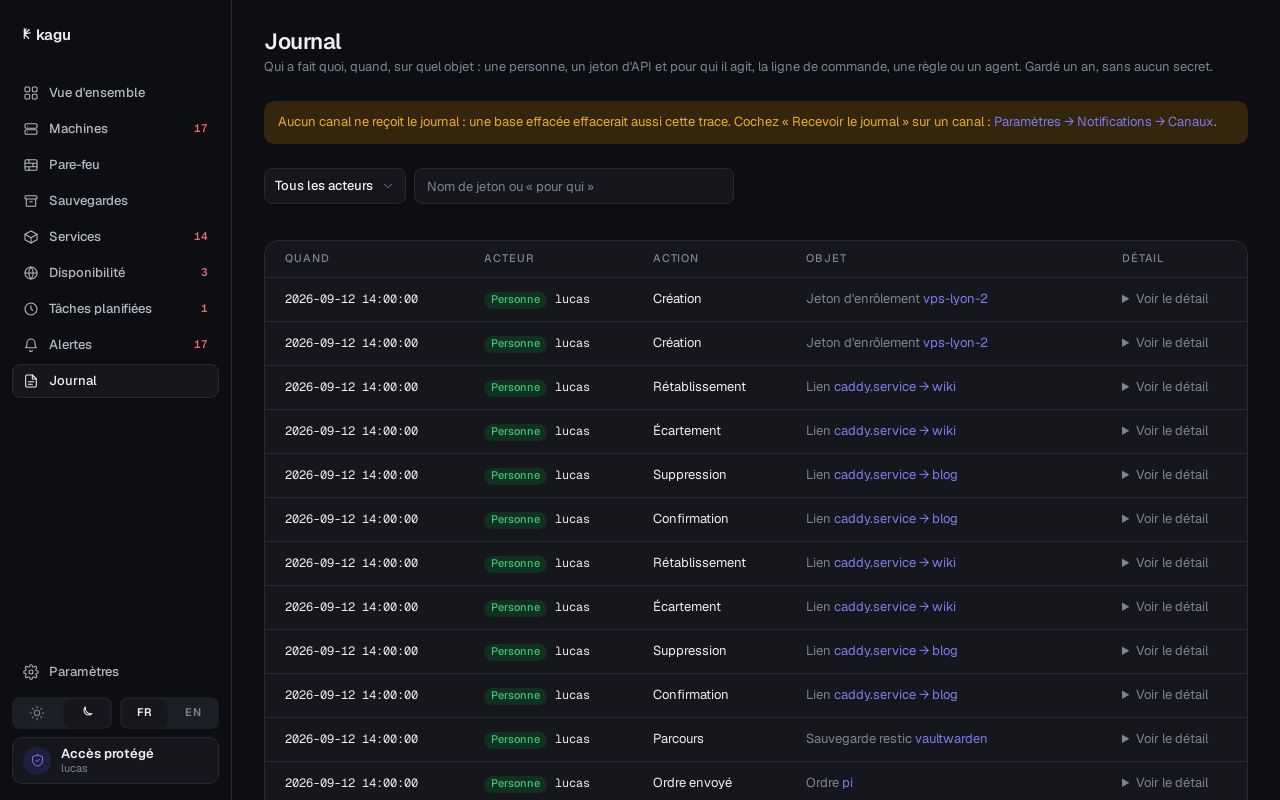 kagu
Vue d'ensemble
Machines 17
Pare-feu
Sauvegardes
Services 14
Disponibilité 3
Tâches planifiées 1
Alertes 17
Journal
Paramètres
FR EN
Accès protégé
lucas
Journal
Qui a fait quoi, quand, sur quel objet : une personne, un jeton d'API et pour qui il agit, la ligne de commande, une règle ou un agent. Gardé un an, sans aucun secret.
Aucun canal ne reçoit le journal : une base effacée effacerait aussi cette trace. Cochez « Recevoir le journal » sur un canal : Paramètres → Notifications → Canaux.
Tous les acteurs Nom de jeton ou « pour qui »
QUAND ACTEUR ACTION OBJET DÉTAIL
2026-09-12 14:00:00 Personne lucas Création Jeton d'enrôlement vps-lyon-2 ▶ Voir le détail
2026-09-12 14:00:00 Personne lucas Création Jeton d'enrôlement vps-lyon-2 ▶ Voir le détail
2026-09-12 14:00:00 Personne lucas Rétablissement Lien caddy.service → wiki ▶ Voir le détail
2026-09-12 14:00:00 Personne lucas Écartement Lien caddy.service → wiki ▶ Voir le détail
2026-09-12 14:00:00 Personne lucas Suppression Lien caddy.service → blog ▶ Voir le détail
2026-09-12 14:00:00 Personne lucas Confirmation Lien caddy.service → blog ▶ Voir le détail
2026-09-12 14:00:00 Personne lucas Rétablissement Lien caddy.service → wiki ▶ Voir le détail
2026-09-12 14:00:00 Personne lucas Écartement Lien caddy.service → wiki ▶ Voir le détail
2026-09-12 14:00:00 Personne lucas Suppression Lien caddy.service → blog ▶ Voir le détail
2026-09-12 14:00:00 Personne lucas Confirmation Lien caddy.service → blog ▶ Voir le détail
2026-09-12 14:00:00 Personne lucas Parcours Sauvegarde restic vaultwarden ▶ Voir le détail
2026-09-12 14:00:00 Personne lucas Ordre envoyé Ordre pi ▶ Voir le détail